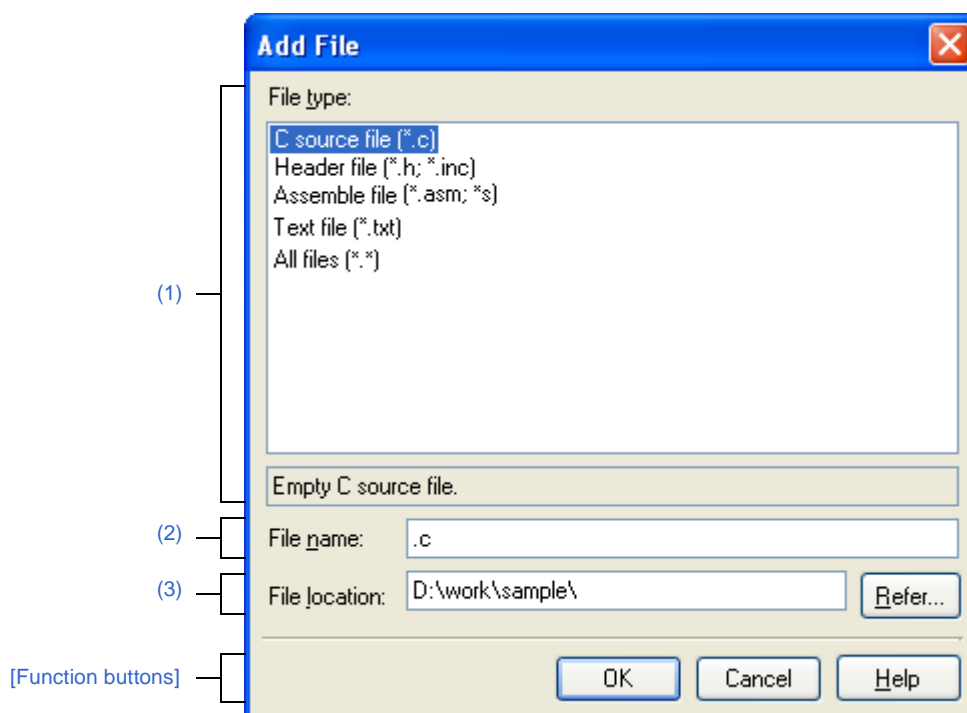 Add File
File type:
C source file (*.c)
Header file (*.h; *.inc)
Assemble file (*.asm; *s)
Text file (*.txt)
All files (*.*)
(1)
Empty C source file.
(2)
File name:
.c
(3)
File location:
D:\work\sample\
Refer...
[Function buttons]
OK
Cancel
Help